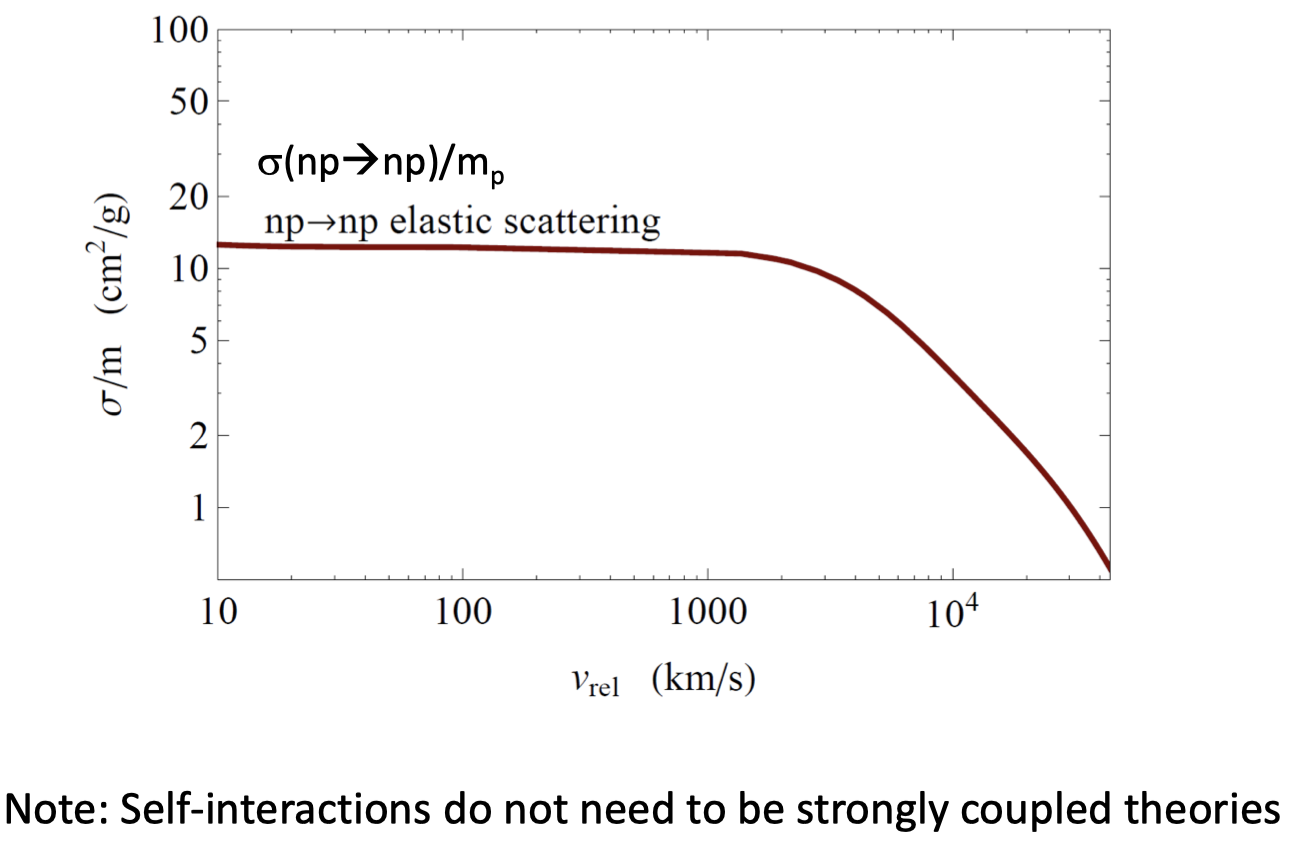 100
50
σ(np→np)/mₚ
20
np→np elastic scattering
10
5
2
1
σ/m (cm²/g)
10 100 1000 10⁴
v_rel (km/s)
Note: Self-interactions do not need to be strongly coupled theories